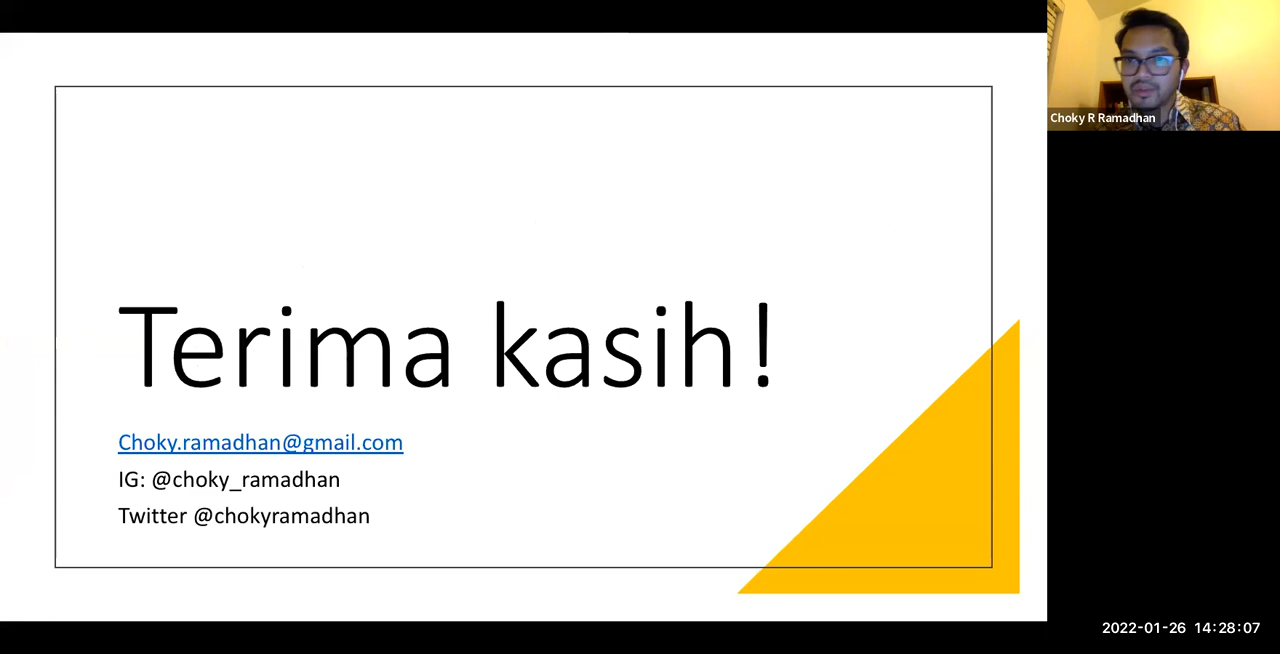 Choky R Ramadhan
Terima kasih!
Choky.ramadhan@gmail.com
IG: @choky_ramadhan
Twitter @chokyramadhan
2022-01-26 14:28:07